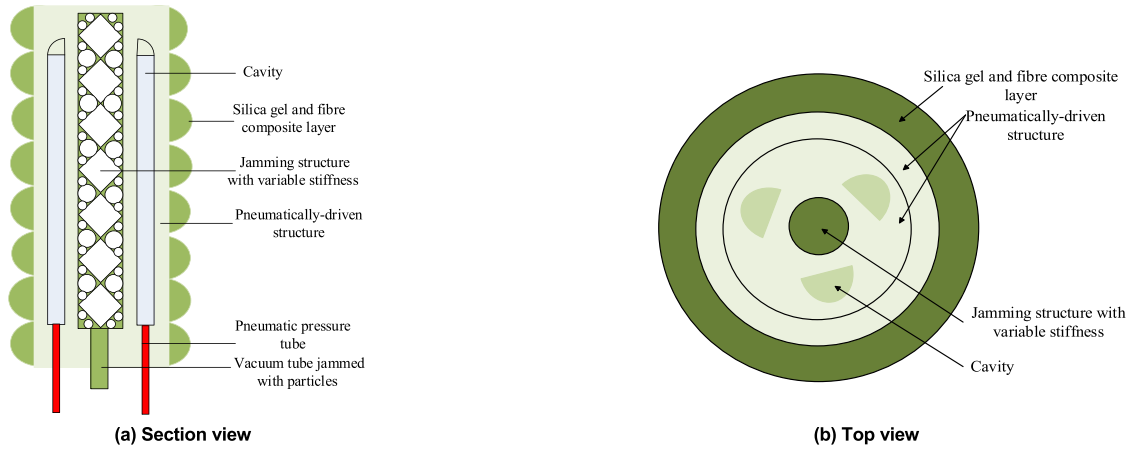 Cavity
Silica gel and fibre
composite layer
Jamming structure
with variable stiffness
Pneumatically-driven
structure
Pneumatic pressure
tube
Vacuum tube jammed
with particles
(a) Section view
Silica gel and fibre composite
layer
Pneumatically-driven
structure
Jamming structure with
variable stiffness
Cavity
(b) Top view